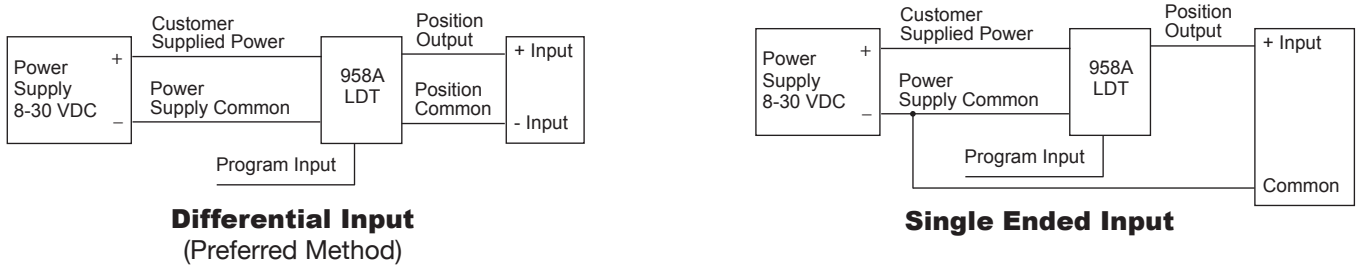 Customer
Supplied Power
Position
Output
Power
Supply
8-30 VDC
+
−
Power
Supply Common
958A
LDT
Position
Common
+ Input
- Input
Program Input
Differential Input
(Preferred Method)
Customer
Supplied Power
Position
Output
Power
Supply
8-30 VDC
+
−
Power
Supply Common
958A
LDT
+ Input
Common
Program Input
Single Ended Input